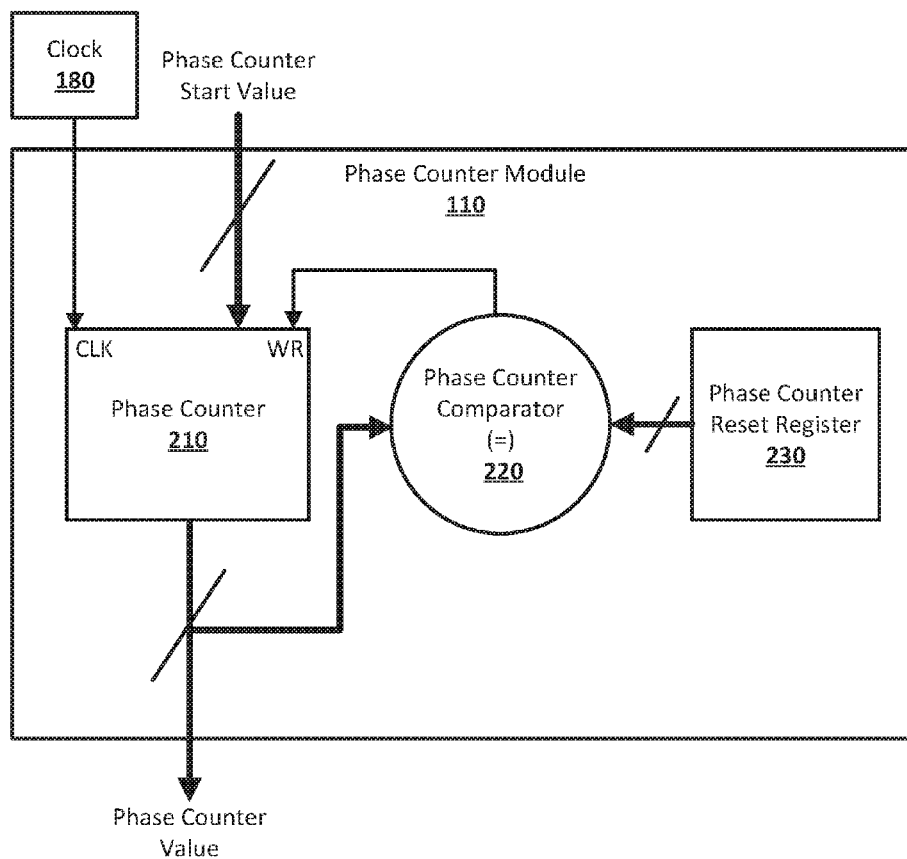 Clock
180
Phase Counter
Start Value
Phase Counter Module
110
CLK
WR
Phase Counter
210
Phase Counter
Comparator
(=)
220
Phase Counter
Reset Register
230
Phase Counter
Value